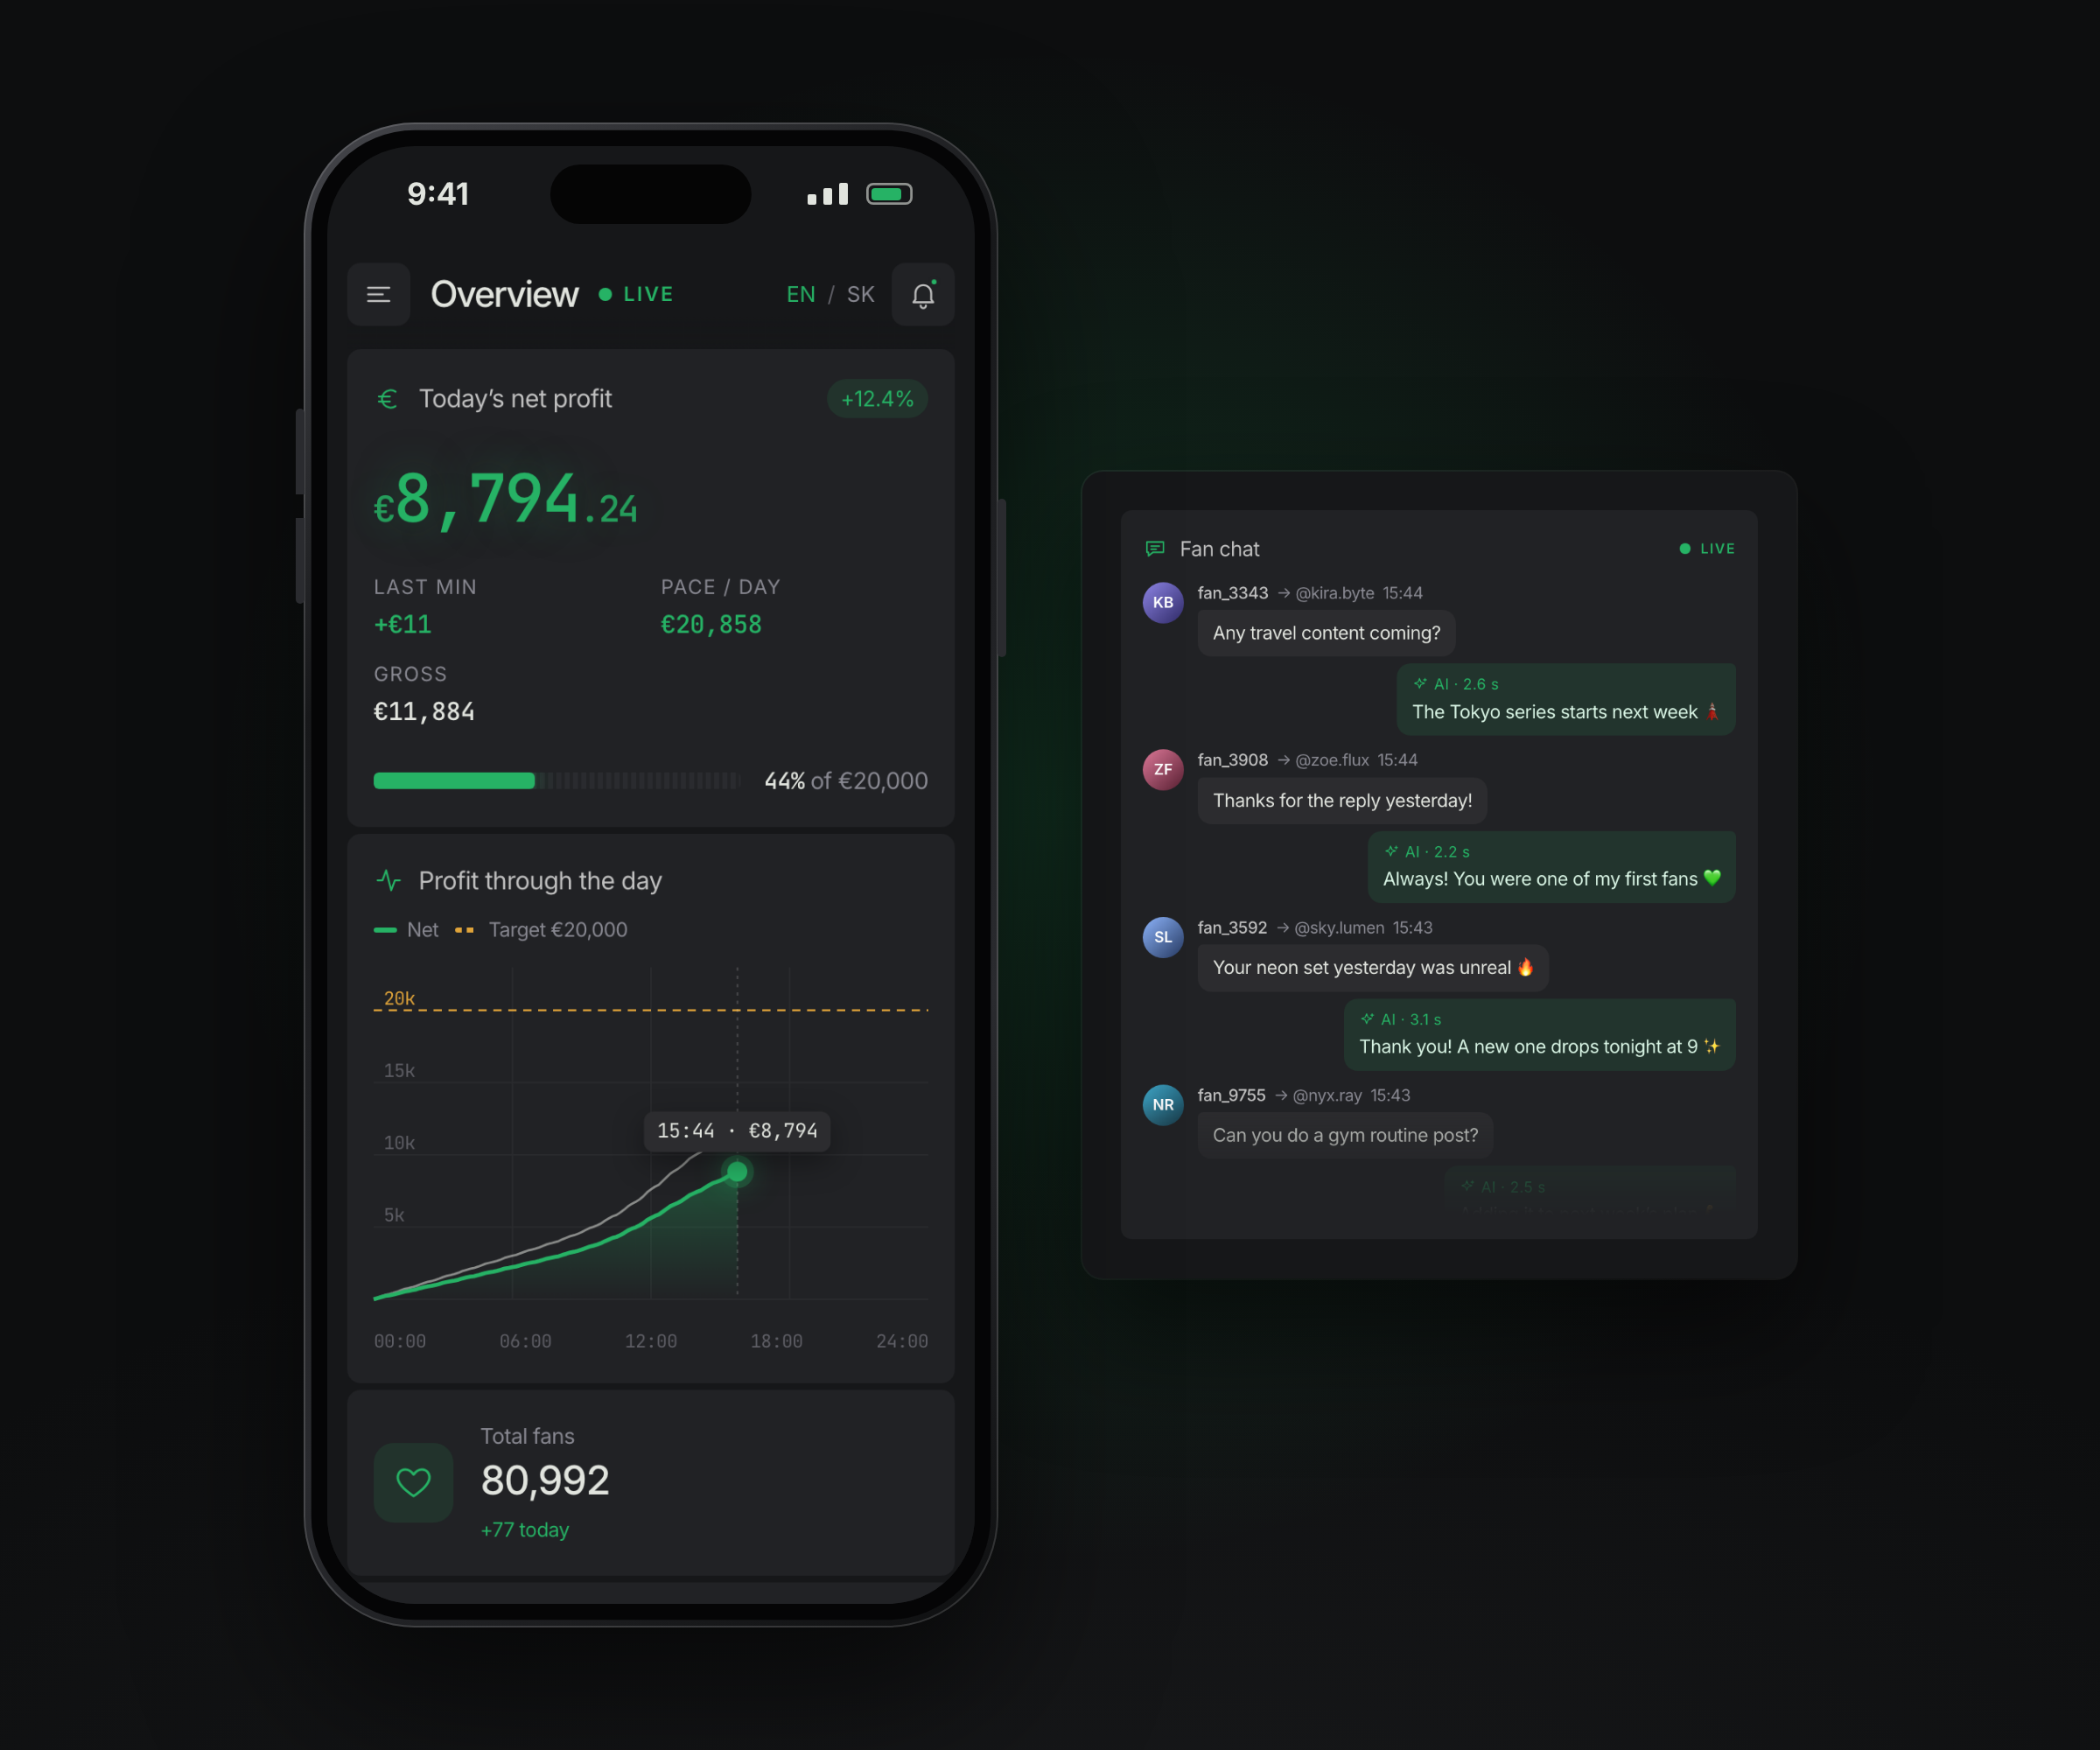 9:41
Overview LIVE EN / SK
€ Today’s net profit +12.4%
€8,794.24
LAST MIN PACE / DAY
+€11 €20,858
GROSS
€11,884
44% of €20,000
Profit through the day
Net Target €20,000
20k
15k
10k
15:44 · €8,794
5k
00:00 06:00 12:00 18:00 24:00
Total fans
80,992
+77 today
Fan chat LIVE
KB fan_3343 → @kira.byte 15:44
Any travel content coming?
AI · 2.6 s
The Tokyo series starts next week
ZF fan_3908 → @zoe.flux 15:44
Thanks for the reply yesterday!
AI · 2.2 s
Always! You were one of my first fans 💚
SL fan_3592 → @sky.lumen 15:43
Your neon set yesterday was unreal 🔥
AI · 3.1 s
Thank you! A new one drops tonight at 9 ✨
NR fan_9755 → @nyx.ray 15:43
Can you do a gym routine post?
AI · 2.5 s